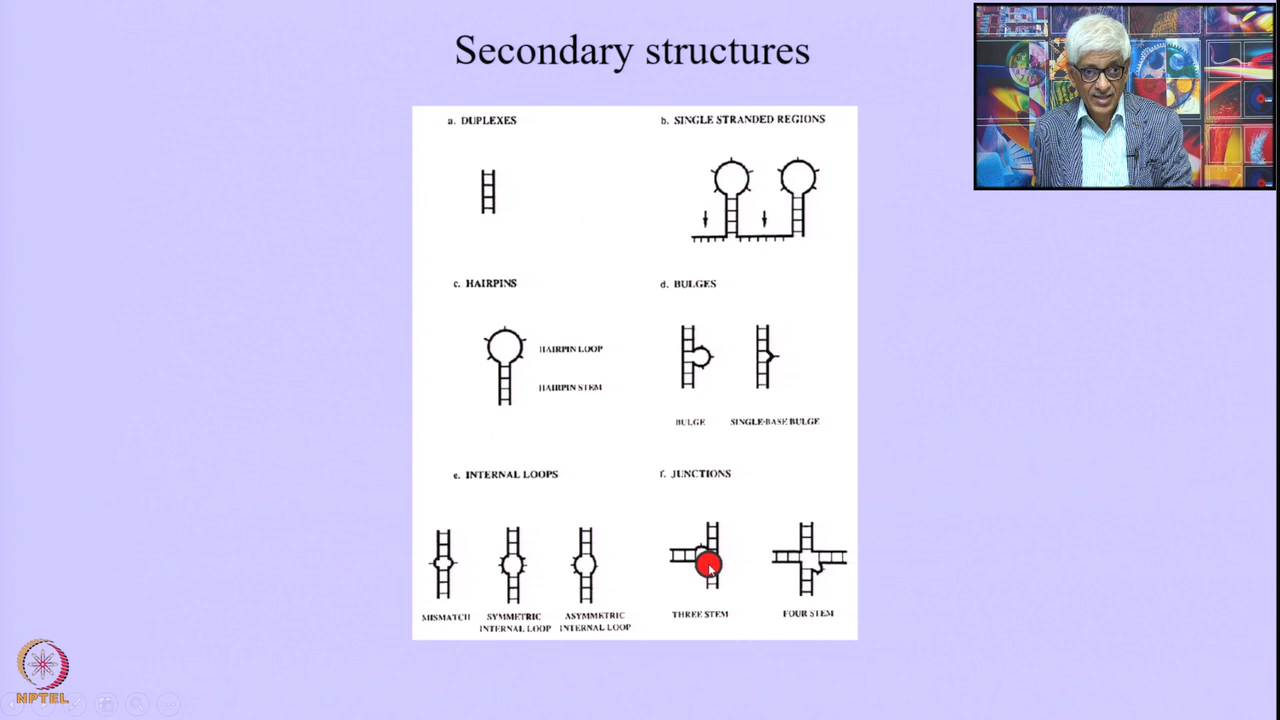 Secondary structures
a. DUPLEXES
b. SINGLE STRANDED REGIONS
c. HAIRPINS
HAIRPIN LOOP
HAIRPIN STEM
d. BULGES
BULGE
SINGLE-BASE BULGE
e. INTERNAL LOOPS
MISMATCH
SYMMETRIC
INTERNAL LOOP
ASYMMETRIC
INTERNAL LOOP
f. JUNCTIONS
THREE STEM
FOUR STEM
NPTEL